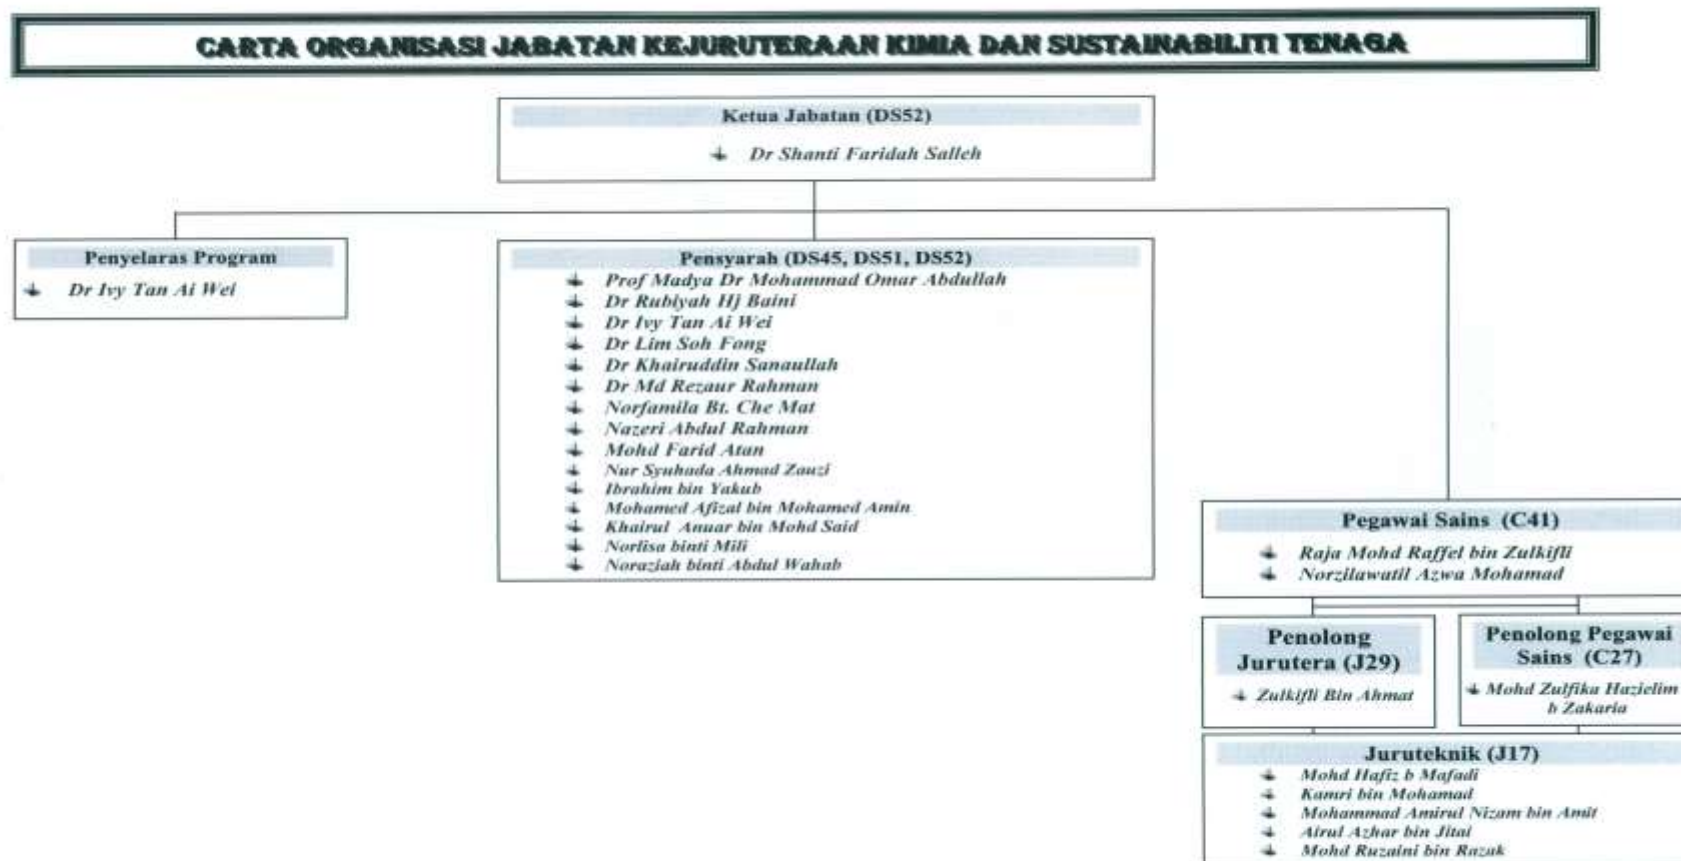 CARTA ORGANISASI JABATAN KEJURUTERAAN KIMIA DAN SUSTAINABILITI TENAGA
Ketua Jabatan (DS52)
Dr Shanti Faridah Salleh
Penyelaras Program
Dr Ivy Tan Ai Wei
Pensyarah (DS45, DS51, DS52)
Prof Madya Dr Mohammad Omar Abdullah
Dr Rubiyah Hj Baini
Dr Ivy Tan Ai Wei
Dr Lim Soh Fong
Dr Khairuddin Sanaullah
Dr Md Rezaur Rahman
Norfamila Bt. Che Mat
Nazeri Abdul Rahman
Mohd Farid Atan
Nur Syuhada Ahmad Zauzi
Ibrahim bin Yakub
Mohamed Afizal bin Mohamed Amin
Khairul Anuar bin Mohd Said
Norlisa binti Mili
Noraziah binti Abdul Wahab
Pegawai Sains (C41)
Raja Mohd Raffel bin Zulkifli
Norzilawatil Azwa Mohamad
Penolong
Jurutera (J29)
Zulkifli Bin Ahmat
Penolong Pegawai
Sains (C27)
Mohd Zulfika Hazielim
b Zakaria
Juruteknik (J17)
Mohd Hafiz b Mafadi
Kamri bin Mohamad
Mohammad Amirul Nizam bin Amit
Airul Azhar bin Jitai
Mohd Ruzaini bin Razak